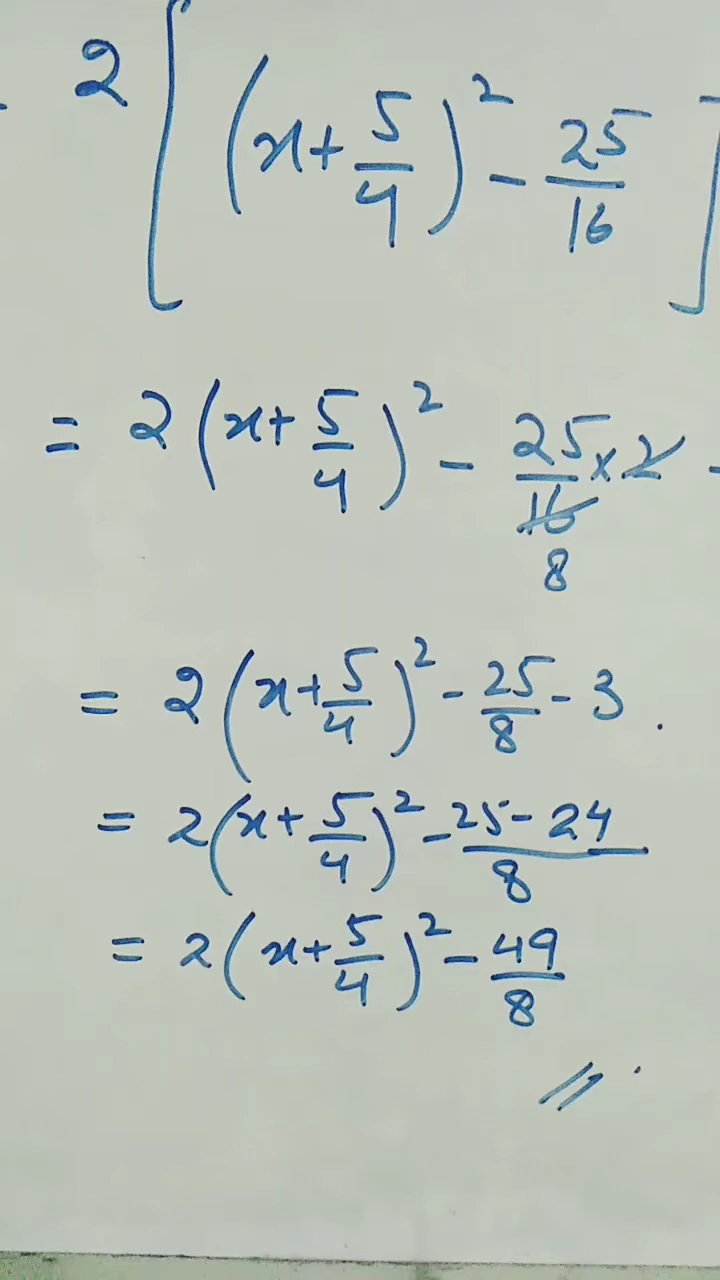 2 [ (x + 5/4)² - 25/16 ]
= 2 (x + 5/4)² - 25/16 × 2 -
8
= 2 (x + 5/4)² - 25/8 - 3 .
= 2 (x + 5/4)² - 25 - 24 / 8
= 2 (x + 5/4)² - 49/8
//